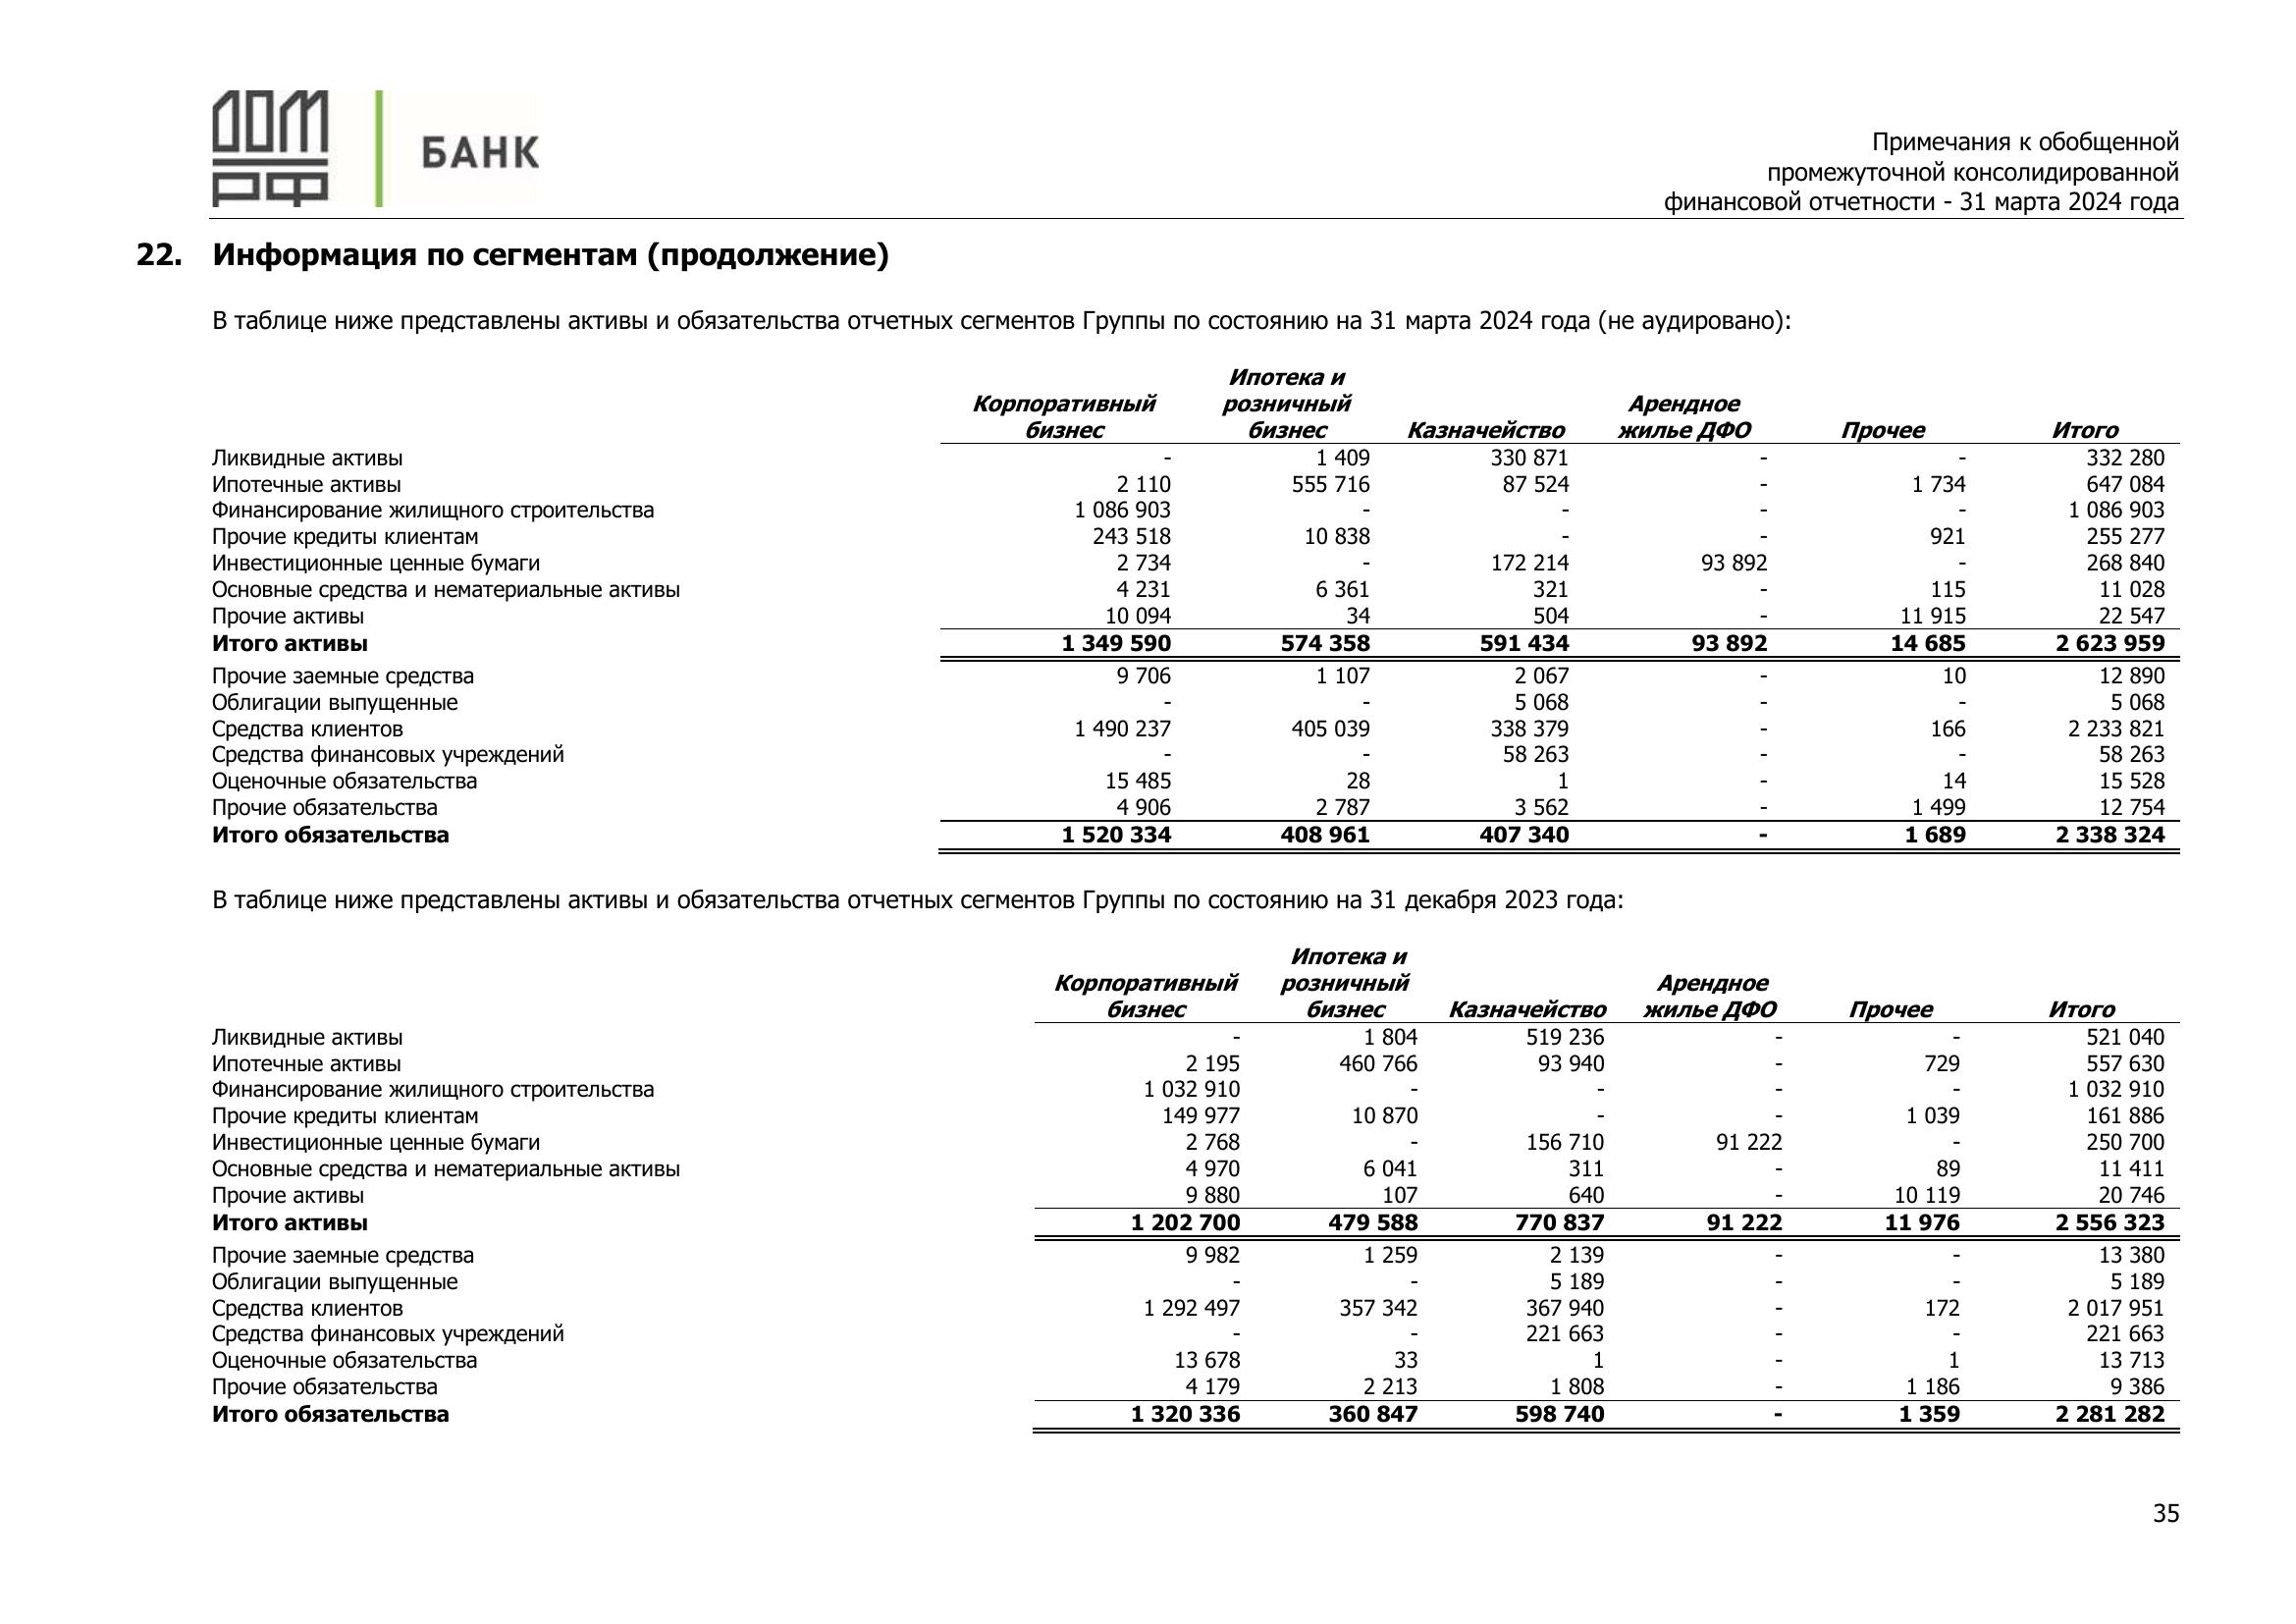 ДОМ
РФ
БАНК
Примечания к обобщенной
промежуточной консолидированной
финансовой отчетности - 31 марта 2024 года
22. Информация по сегментам (продолжение)
В таблице ниже представлены активы и обязательства отчетных сегментов Группы по состоянию на 31 марта 2024 года (не аудировано):
Корпоративный бизнес Ипотека и розничный бизнес Казначейство Арендное жилье ДФО Прочее Итого
Ликвидные активы - 1 409 330 871 - - 332 280
Ипотечные активы 2 110 555 716 87 524 - 1 734 647 084
Финансирование жилищного строительства 1 086 903 - - - - 1 086 903
Прочие кредиты клиентам 243 518 10 838 - - 921 255 277
Инвестиционные ценные бумаги 2 734 - 172 214 93 892 - 268 840
Основные средства и нематериальные активы 4 231 6 361 321 - 115 11 028
Прочие активы 10 094 34 504 - 11 915 22 547
Итого активы 1 349 590 574 358 591 434 93 892 14 685 2 623 959
Прочие заемные средства 9 706 1 107 2 067 - 10 12 890
Облигации выпущенные - - 5 068 - - 5 068
Средства клиентов 1 490 237 405 039 338 379 - 166 2 233 821
Средства финансовых учреждений - - 58 263 - - 58 263
Оценочные обязательства 15 485 28 1 - 14 15 528
Прочие обязательства 4 906 2 787 3 562 - 1 499 12 754
Итого обязательства 1 520 334 408 961 407 340 - 1 689 2 338 324
В таблице ниже представлены активы и обязательства отчетных сегментов Группы по состоянию на 31 декабря 2023 года:
Корпоративный бизнес Ипотека и розничный бизнес Казначейство Арендное жилье ДФО Прочее Итого
Ликвидные активы - 1 804 519 236 - - 521 040
Ипотечные активы 2 195 460 766 93 940 - 729 557 630
Финансирование жилищного строительства 1 032 910 - - - - 1 032 910
Прочие кредиты клиентам 149 977 10 870 - - 1 039 161 886
Инвестиционные ценные бумаги 2 768 - 156 710 91 222 - 250 700
Основные средства и нематериальные активы 4 970 6 041 311 - 89 11 411
Прочие активы 9 880 107 640 - 10 119 20 746
Итого активы 1 202 700 479 588 770 837 91 222 11 976 2 556 323
Прочие заемные средства 9 982 1 259 2 139 - - 13 380
Облигации выпущенные - - 5 189 - - 5 189
Средства клиентов 1 292 497 357 342 367 940 - 172 2 017 951
Средства финансовых учреждений - - 221 663 - - 221 663
Оценочные обязательства 13 678 33 1 - 1 13 713
Прочие обязательства 4 179 2 213 1 808 - 1 186 9 386
Итого обязательства 1 320 336 360 847 598 740 - 1 359 2 281 282
35